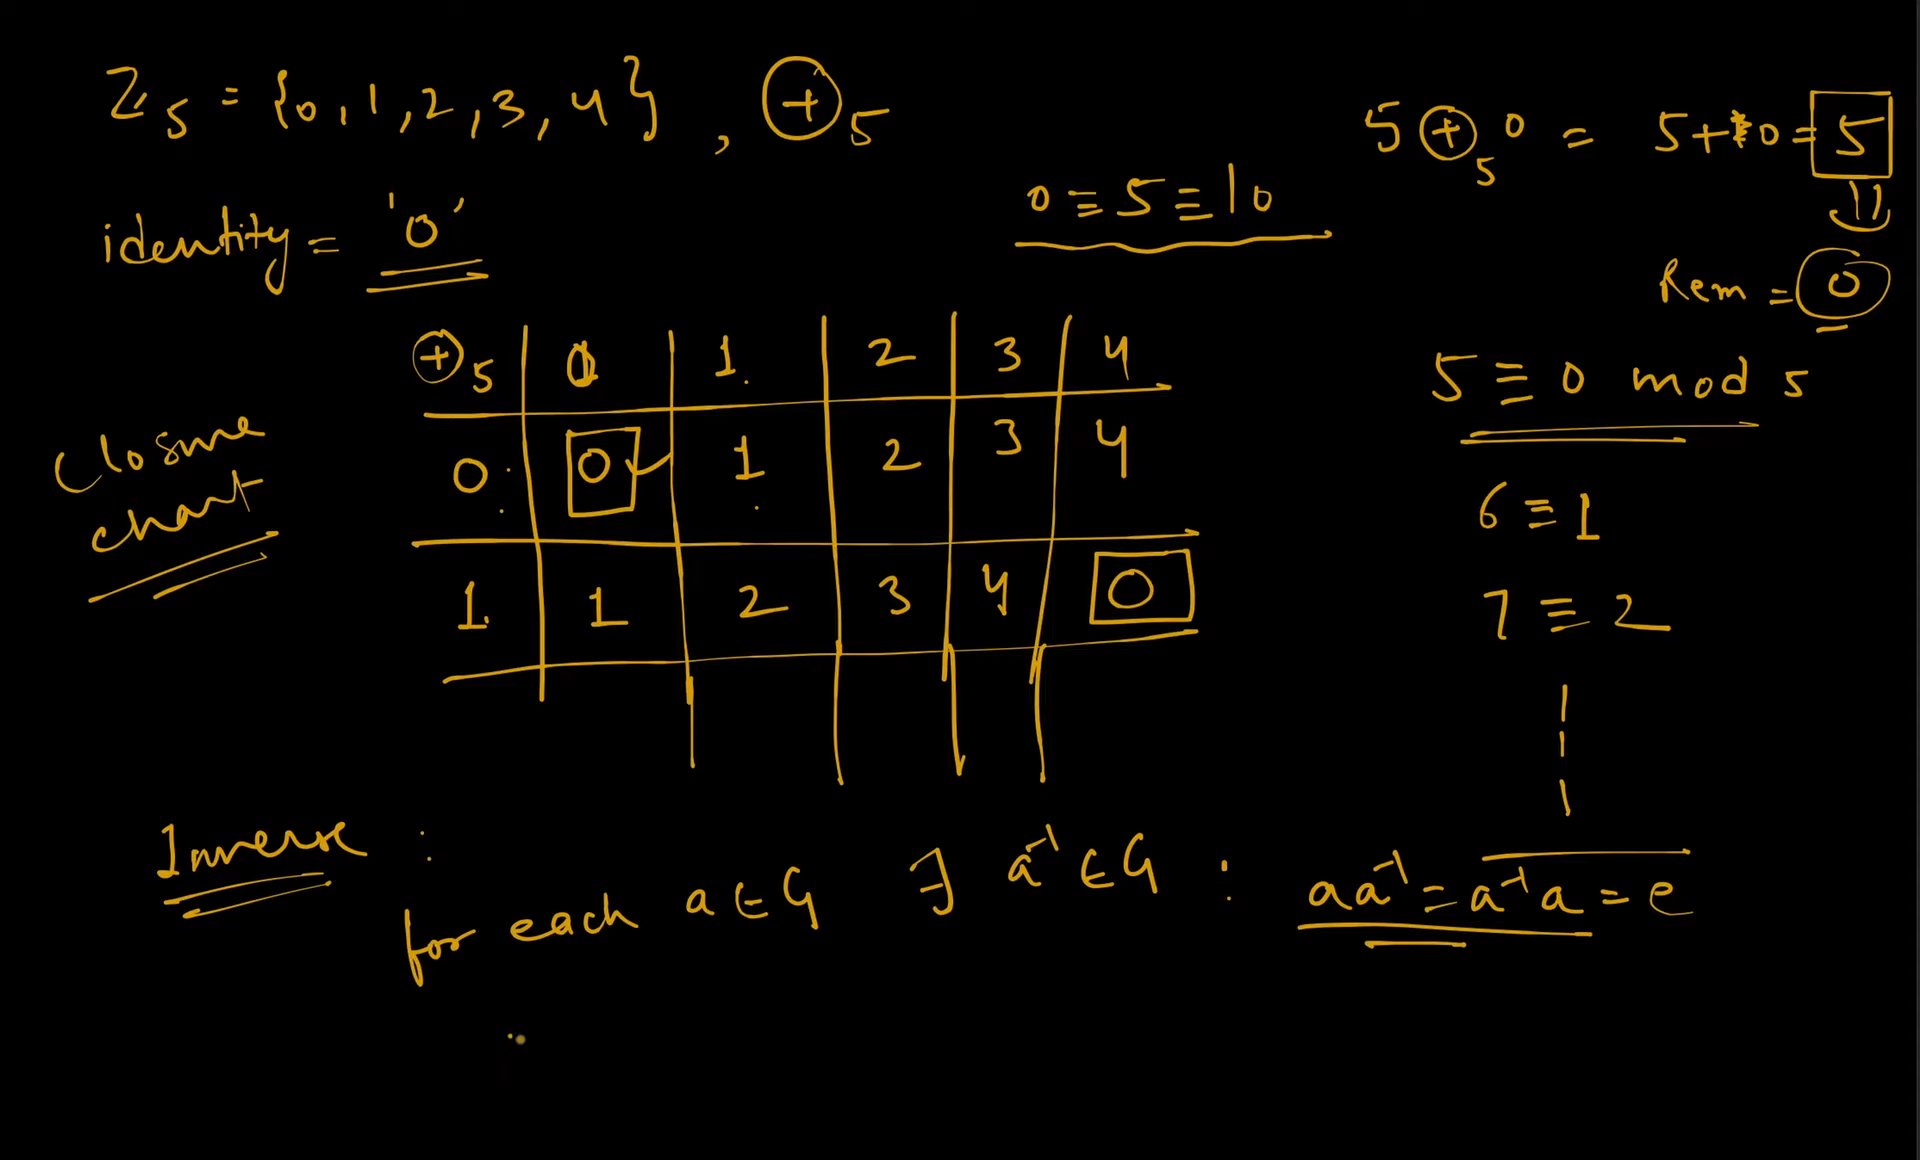 Z₅ = {0, 1, 2, 3, 4} , ⊕₅
5 ⊕₅ 0 = 5 + 0 = 5
0 ≡ 5 ≡ 10
identity = '0'
Rem = 0
5 ≡ 0 mod 5
6 ≡ 1
7 ≡ 2
Closure
chart
⊕₅ 0 1 2 3 4
0 0 1 2 3 4
1 1 2 3 4 0
Inverse :
for each a ∈ G ∃ a⁻¹ ∈ G : aa⁻¹ = a⁻¹a = e